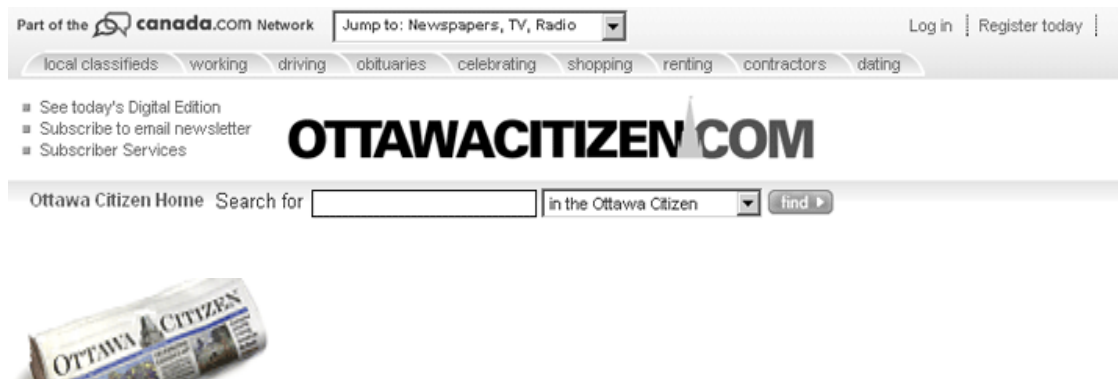 Part of the canada.com Network Jump to: Newspapers, TV, Radio Log in Register today
local classifieds working driving obituaries celebrating shopping renting contractors dating
See today's Digital Edition
Subscribe to email newsletter
Subscriber Services
OTTAWACITIZEN.COM
Ottawa Citizen Home Search for in the Ottawa Citizen find
OTTAWA CITIZEN